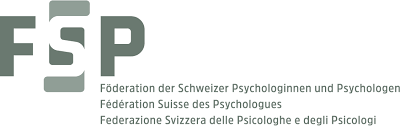 FSP
Föderation der Schweizer Psychologinnen und Psychologen
Fédération Suisse des Psychologues
Federazione Svizzera delle Psicologhe e degli Psicologi